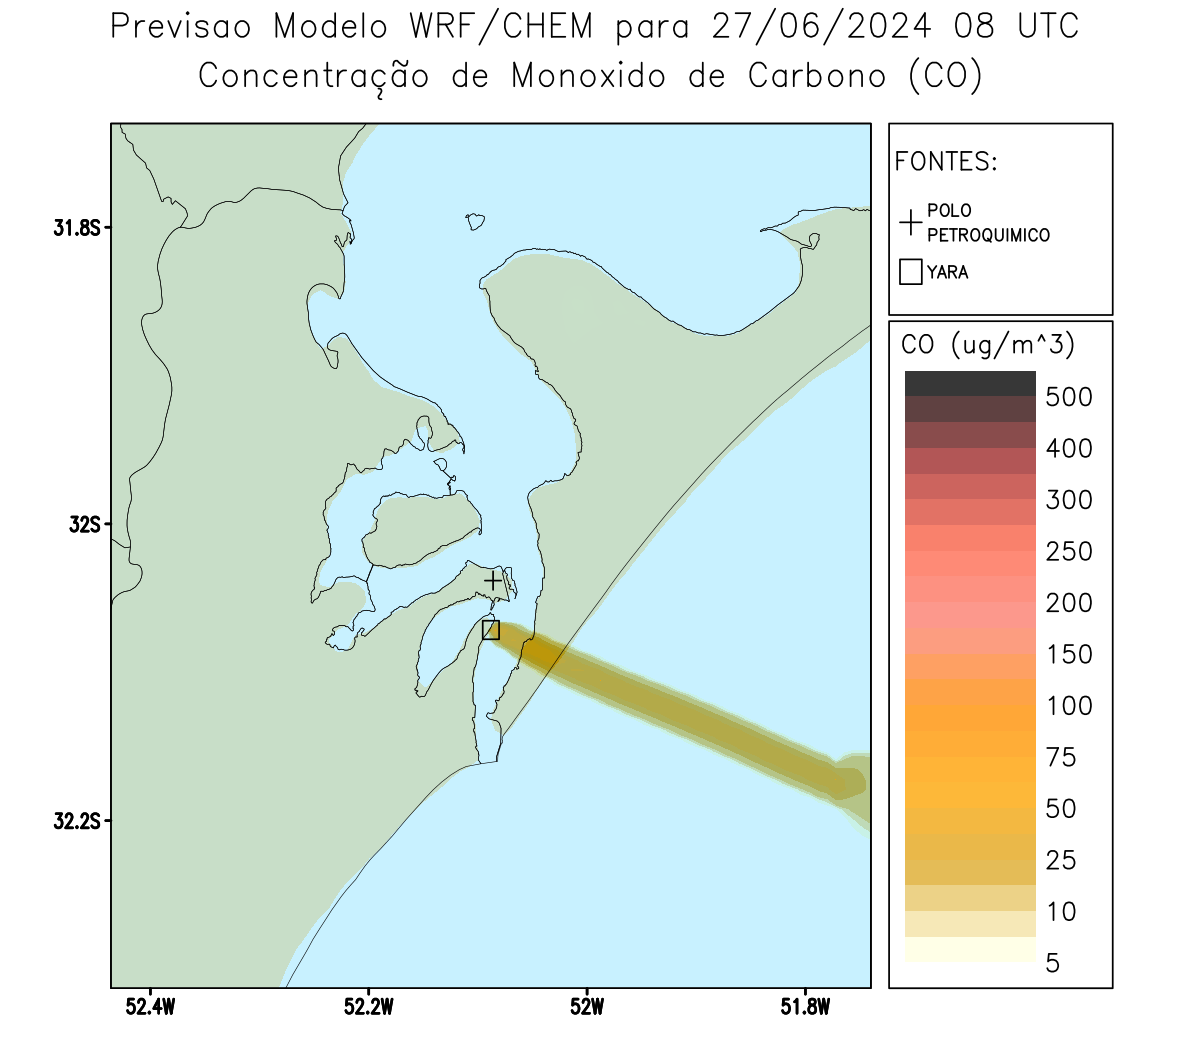 Previsao Modelo WRF/CHEM para 27/06/2024 08 UTC
Concentração de Monoxido de Carbono (CO)
FONTES:
POLO
PETROQUIMICO
YARA
31.8S
32S
32.2S
52.4W
52.2W
52W
51.8W
CO (ug/m^3)
500
400
300
250
200
150
100
75
50
25
10
5